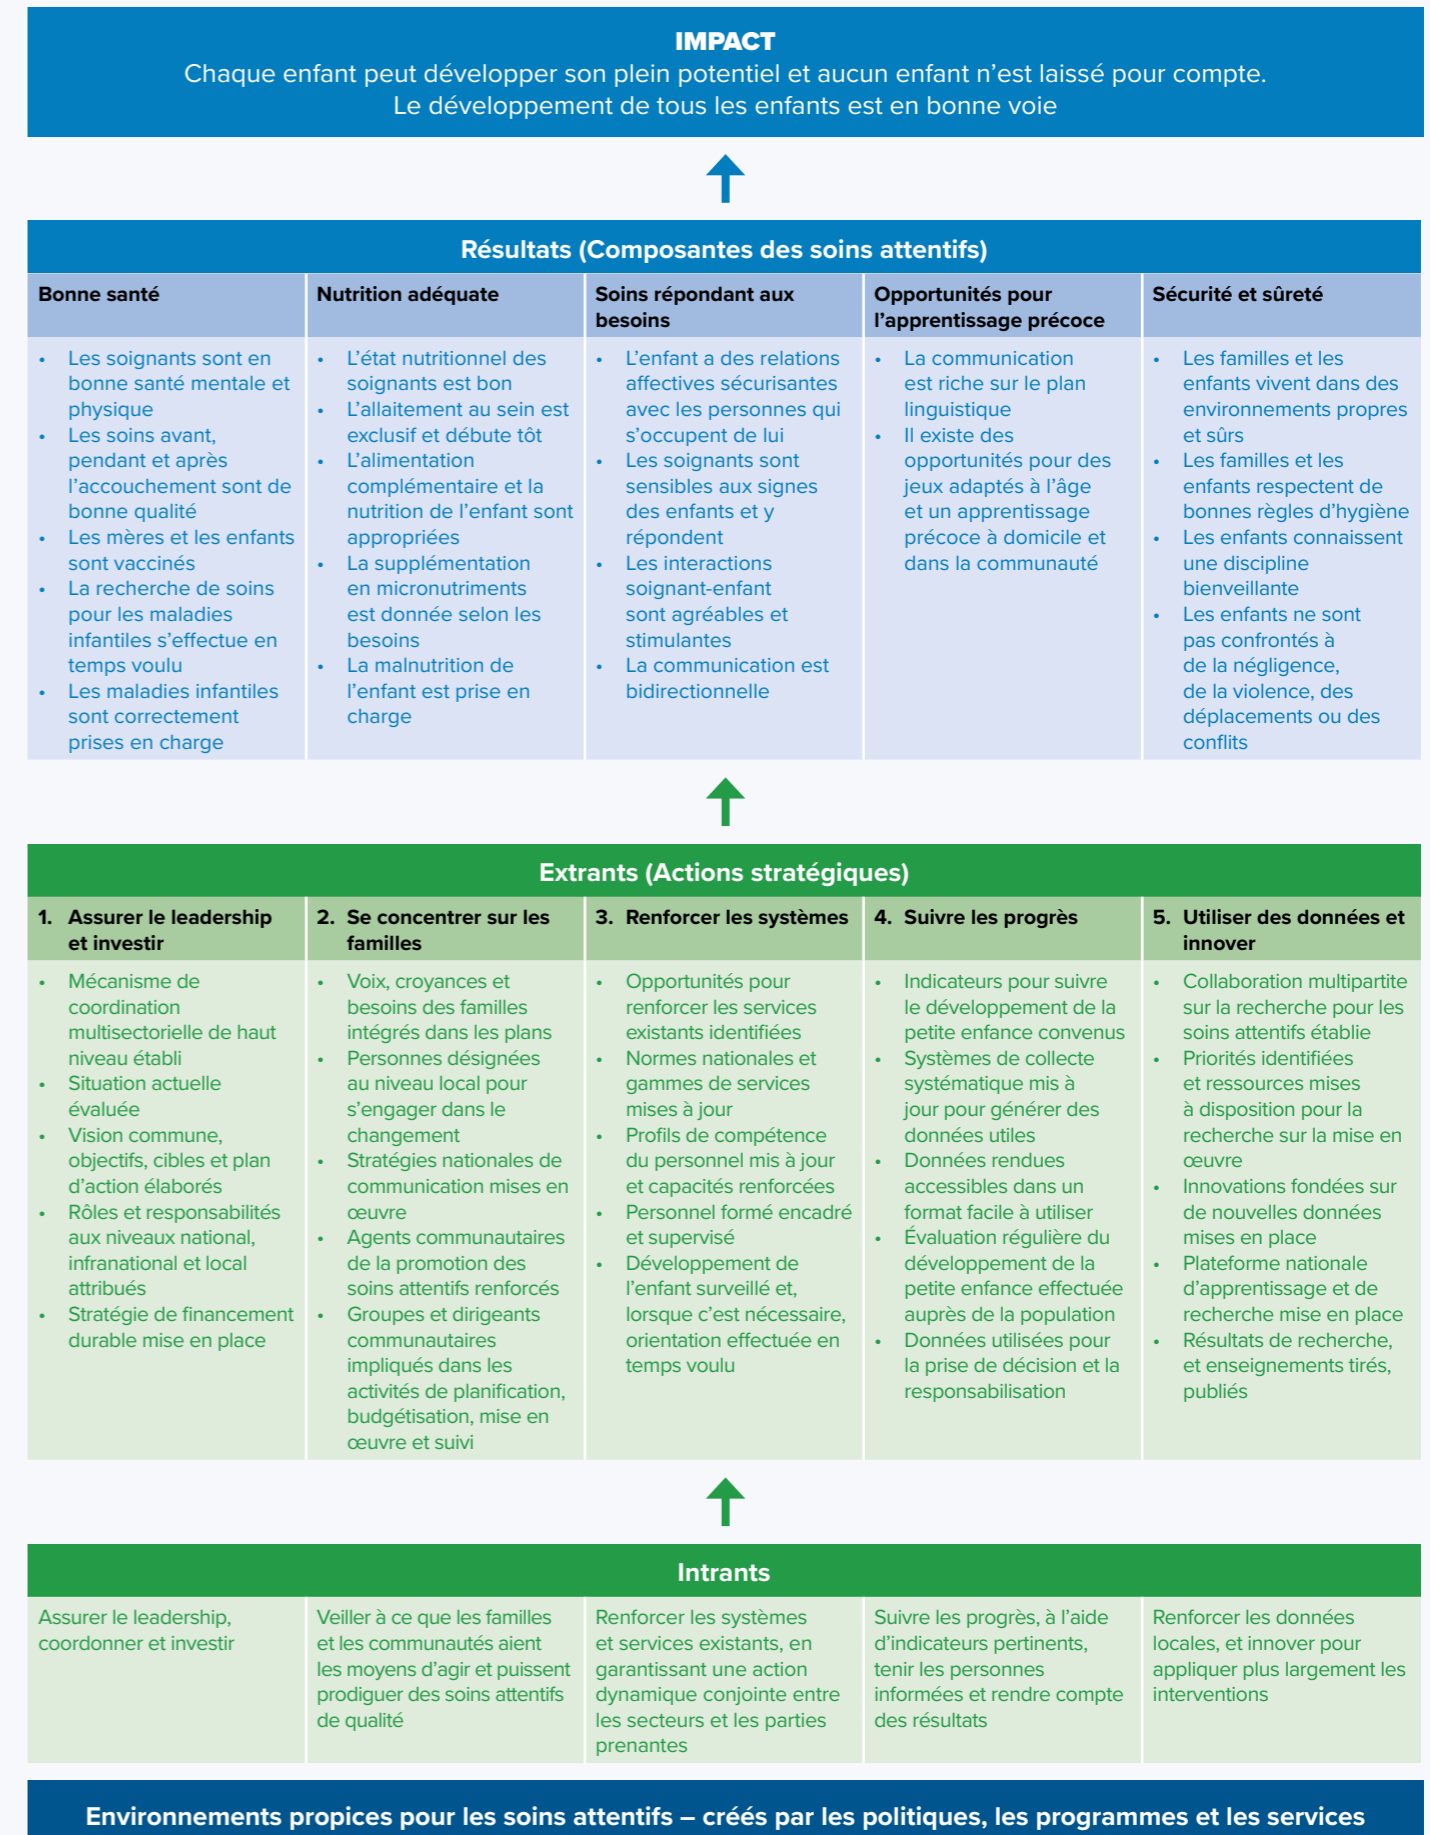 IMPACT
Chaque enfant peut développer son plein potentiel et aucun enfant n’est laissé pour compte.
Le développement de tous les enfants est en bonne voie
Résultats (Composantes des soins attentifs)
Bonne santé
• Les soignants sont en
bonne santé mentale et
physique
• Les soins avant,
pendant et après
l’accouchement sont de
bonne qualité
• Les mères et les enfants
sont vaccinés
• La recherche de soins
pour les maladies
infantiles s’effectue en
temps voulu
• Les maladies infantiles
sont correctement
prises en charge
Nutrition adéquate
• L’état nutritionnel des
soignants est bon
• L’allaitement au sein est
exclusif et débute tôt
• L’alimentation
complémentaire et la
nutrition de l’enfant sont
appropriées
• La supplémentation
en micronutriments
est donnée selon les
besoins
• La malnutrition de
l’enfant est prise en
charge
Soins répondant aux
besoins
• L’enfant a des relations
affectives sécurisantes
avec les personnes qui
s’occupent de lui
• Les soignants sont
sensibles aux signes
des enfants et y
répondent
• Les interactions
soignant-enfant
sont agréables et
stimulantes
• La communication est
bidirectionnelle
Opportunités pour
l’apprentissage précoce
• La communication
est riche sur le plan
linguistique
• Il existe des
opportunités pour des
jeux adaptés à l’âge
et un apprentissage
précoce à domicile et
dans la communauté
Sécurité et sûreté
• Les familles et les
enfants vivent dans des
environnements propres
et sûrs
• Les familles et les
enfants respectent de
bonnes règles d’hygiène
• Les enfants connaissent
une discipline
bienveillante
• Les enfants ne sont
pas confrontés à
de la négligence,
de la violence, des
déplacements ou des
conflits
Extrants (Actions stratégiques)
1. Assurer le leadership
et investir
• Mécanisme de
coordination
multisectorielle de haut
niveau établi
• Situation actuelle
évaluée
• Vision commune,
objectifs, cibles et plan
d’action élaborés
• Rôles et responsabilités
aux niveaux national,
infranational et local
attribués
• Stratégie de financement
durable mise en place
2. Se concentrer sur les
familles
• Voix, croyances et
besoins des familles
intégrés dans les plans
• Personnes désignées
au niveau local pour
s’engager dans le
changement
• Stratégies nationales de
communication mises en
œuvre
• Agents communautaires
de la promotion des
soins attentifs renforcés
• Groupes et dirigeants
communautaires
impliqués dans les
activités de planification,
budgétisation, mise en
œuvre et suivi
3. Renforcer les systèmes
• Opportunités pour
renforcer les services
existants identifiées
• Normes nationales et
gammes de services
mises à jour
• Profils de compétence
du personnel mis à jour
et capacités renforcées
• Personnel formé encadré
et supervisé
• Développement de
l’enfant surveillé et,
lorsque c’est nécessaire,
orientation effectuée en
temps voulu
4. Suivre les progrès
• Indicateurs pour suivre
le développement de la
petite enfance convenus
• Systèmes de collecte
systématique mis à
jour pour générer des
données utiles
• Données rendues
accessibles dans un
format facile à utiliser
• Évaluation régulière du
développement de la
petite enfance effectuée
auprès de la population
• Données utilisées pour
la prise de décision et la
responsabilisation
5. Utiliser des données et
innover
• Collaboration multipartite
sur la recherche pour les
soins attentifs établie
• Priorités identifiées
et ressources mises
à disposition pour la
recherche sur la mise en
œuvre
• Innovations fondées sur
de nouvelles données
mises en place
• Plateforme nationale
d’apprentissage et de
recherche mise en place
• Résultats de recherche,
et enseignements tirés,
publiés
Intrants
Assurer le leadership,
coordonner et investir
Veiller à ce que les familles
et les communautés aient
les moyens d’agir et puissent
prodiguer des soins attentifs
de qualité
Renforcer les systèmes
et services existants, en
garantissant une action
dynamique conjointe entre
les secteurs et les parties
prenantes
Suivre les progrès, à l’aide
d’indicateurs pertinents,
tenir les personnes
informées et rendre compte
des résultats
Renforcer les données
locales, et innover pour
appliquer plus largement les
interventions
Environnements propices pour les soins attentifs – créés par les politiques, les programmes et les services